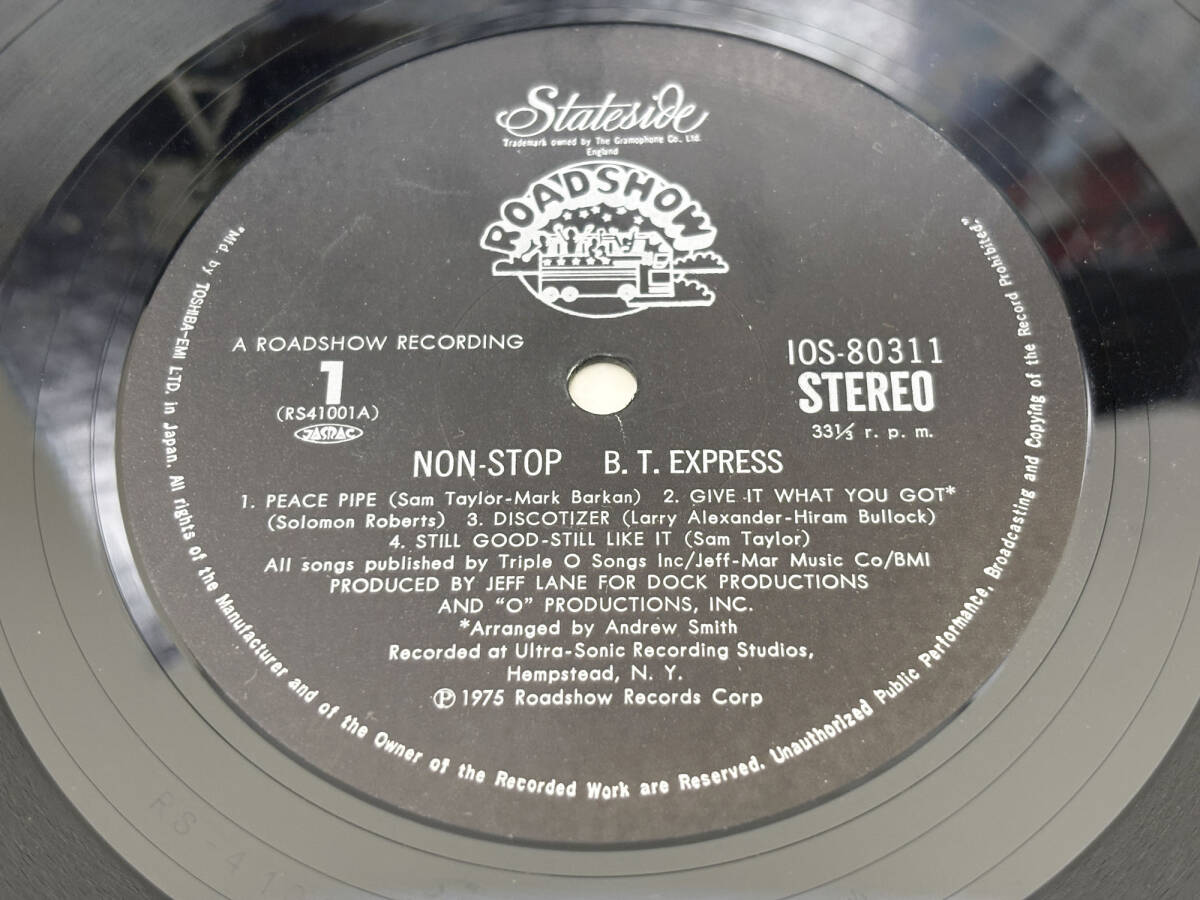 Stateside
Trademark owned by The Gramophone Co., Ltd.
England
ROADSHOW
A ROADSHOW RECORDING
1
(RS41001A)
JASRAC
IOS-80311
STEREO
33⅓ r. p. m.
NON-STOP B. T. EXPRESS
1. PEACE PIPE (Sam Taylor-Mark Barkan) 2. GIVE IT WHAT YOU GOT*
(Solomon Roberts) 3. DISCOTIZER (Larry Alexander-Hiram Bullock)
4. STILL GOOD-STILL LIKE IT (Sam Taylor)
All songs published by Triple O Songs Inc/Jeff-Mar Music Co/BMI
PRODUCED BY JEFF LANE FOR DOCK PRODUCTIONS
AND “O” PRODUCTIONS, INC.
*Arranged by Andrew Smith
Recorded at Ultra-Sonic Recording Studios,
Hempstead, N. Y.
Ⓟ 1975 Roadshow Records Corp
"Mfd. by TOSHIBA-EMI LTD. in Japan. All rights of the Manufacturer and of the Owner of the Recorded Work are Reserved. Unauthorized Public Performance, Broadcasting and Copying of the Record Prohibited".